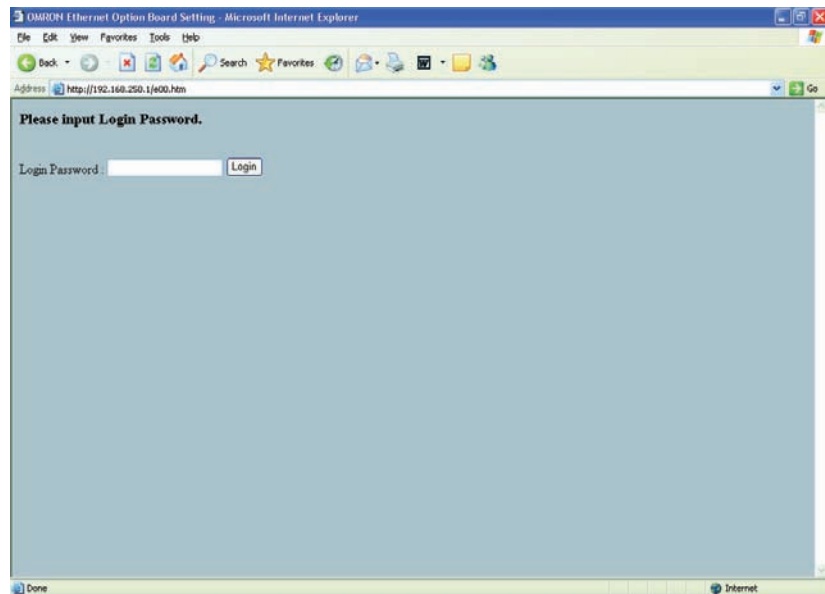 OMRON Ethernet Option Board Setting - Microsoft Internet Explorer
File Edit View Favorites Tools Help
Back Search Favorites
Address http://192.168.250.1/e00.htm Go
Please input Login Password.
Login Password : Login
Done Internet